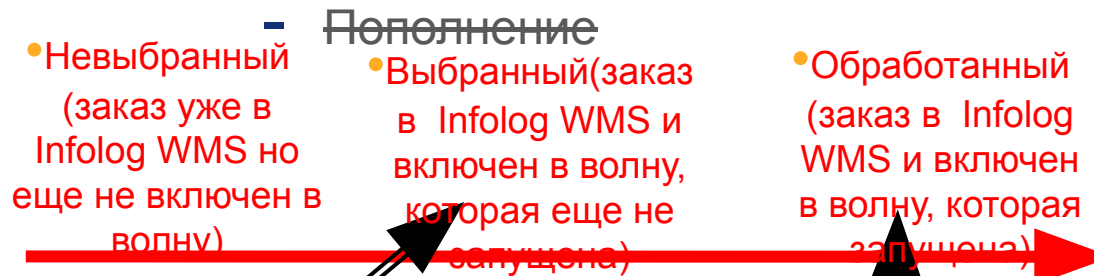 - Пополнение
•Невыбранный
(заказ уже в
Infolog WMS но
еще не включен в
волну)
•Выбранный(заказ
в Infolog WMS и
включен в волну,
которая еще не
запущена)
•Обработанный
(заказ в Infolog
WMS и включен
в волну, которая
запущена)